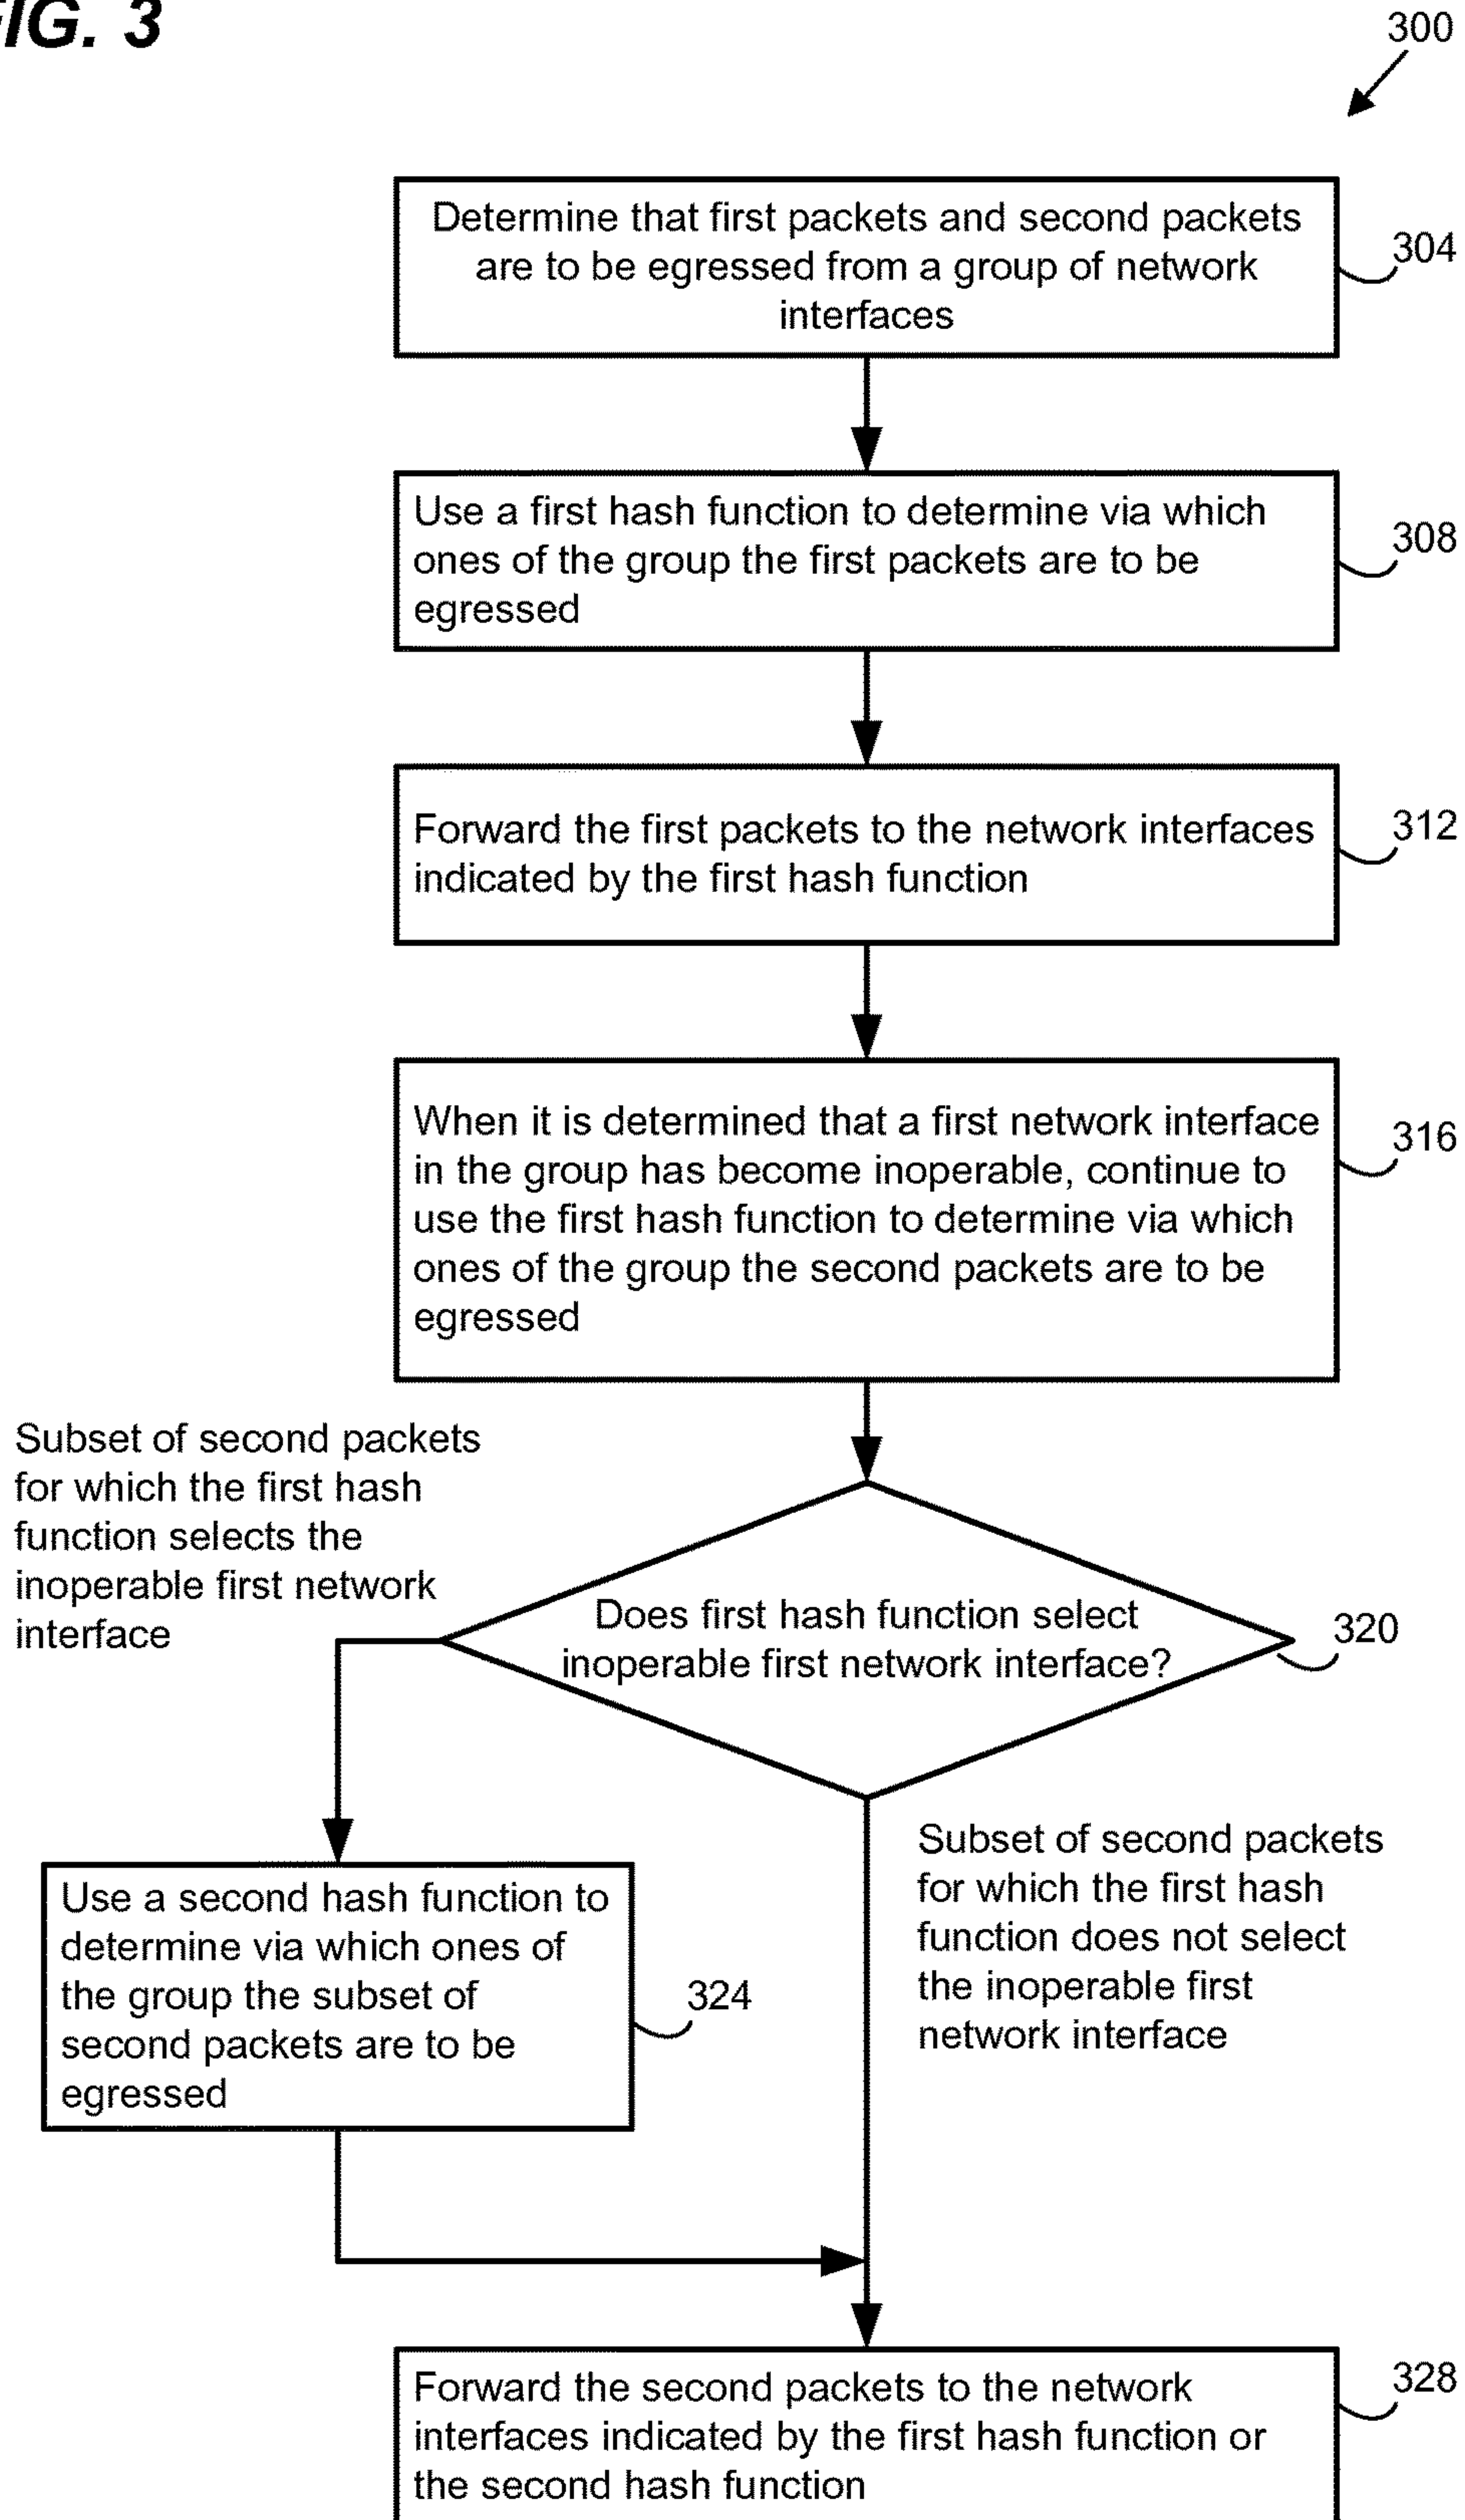 FIG. 3
300
Determine that first packets and second packets
are to be egressed from a group of network
interfaces
304
Use a first hash function to determine via which
ones of the group the first packets are to be
egressed
308
Forward the first packets to the network interfaces
indicated by the first hash function
312
When it is determined that a first network interface
in the group has become inoperable, continue to
use the first hash function to determine via which
ones of the group the second packets are to be
egressed
316
Subset of second packets
for which the first hash
function selects the
inoperable first network
interface
Does first hash function select
inoperable first network interface?
320
Use a second hash function to
determine via which ones of
the group the subset of
second packets are to be
egressed
324
Subset of second packets
for which the first hash
function does not select
the inoperable first
network interface
Forward the second packets to the network
interfaces indicated by the first hash function or
the second hash function
328